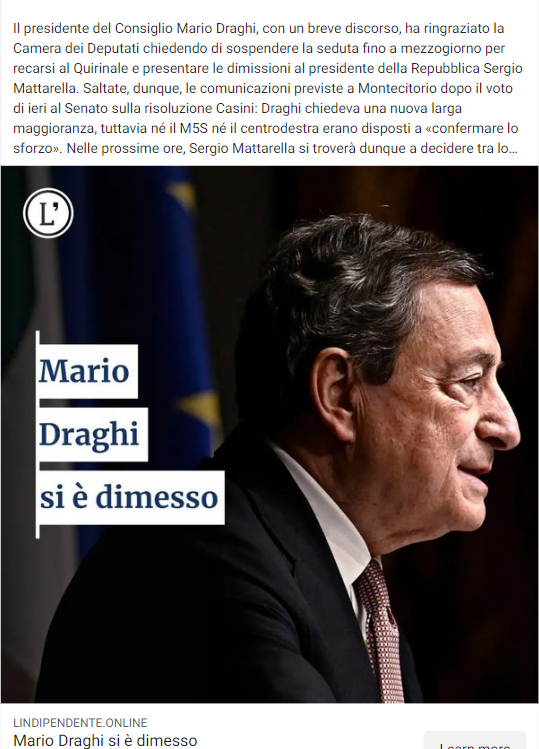 Il presidente del Consiglio Mario Draghi, con un breve discorso, ha ringraziato la
Camera dei Deputati chiedendo di sospendere la seduta fino a mezzogiorno per
recarsi al Quirinale e presentare le dimissioni al presidente della Repubblica Sergio
Mattarella. Saltate, dunque, le comunicazioni previste a Montecitorio dopo il voto
di ieri al Senato sulla risoluzione Casini: Draghi chiedeva una nuova larga
maggioranza, tuttavia né il M5S né il centrodestra erano disposti a «confermare lo
sforzo». Nelle prossime ore, Sergio Mattarella si troverà dunque a decidere tra lo...
L’
Mario
Draghi
si è dimesso
LINDIPENDENTE.ONLINE
Mario Draghi si è dimesso
Learn more